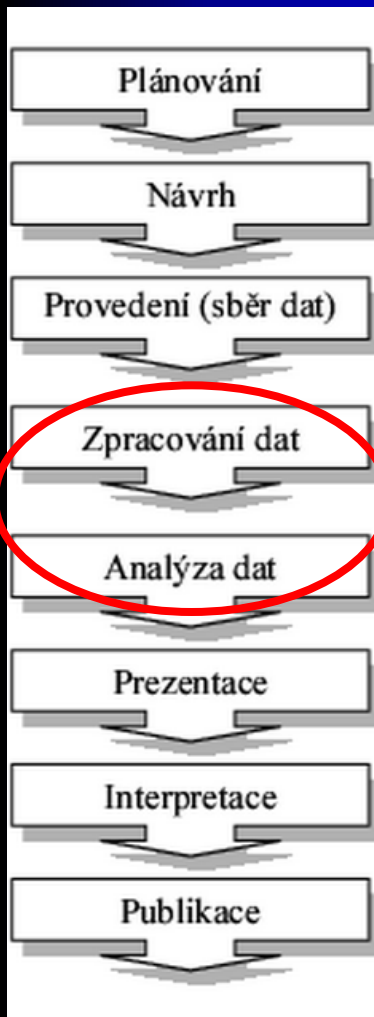 Plánování
Návrh
Provedení (sběr dat)
Zpracování dat
Analýza dat
Prezentace
Interpretace
Publikace